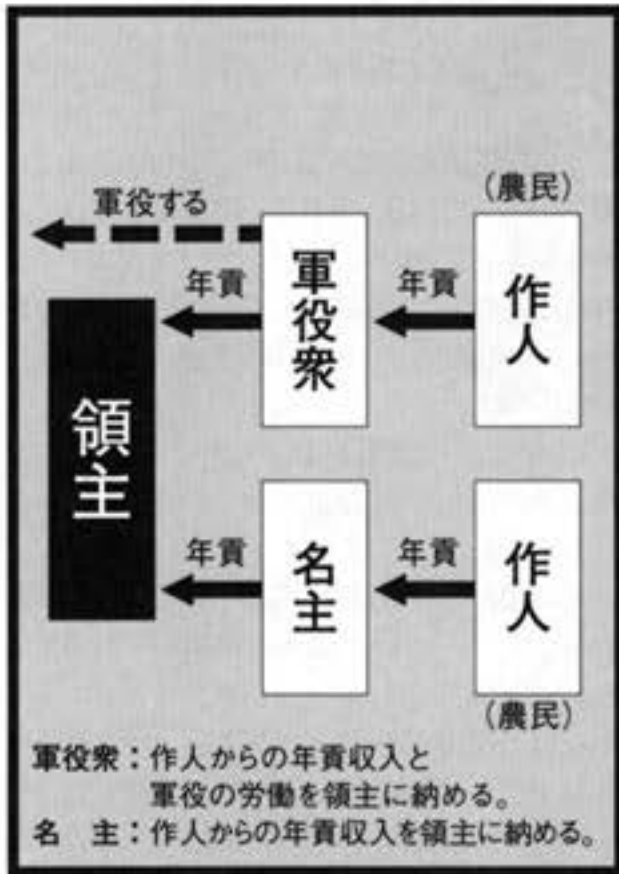 (農民)
軍役する
軍役衆
年貢
年貢
作人
領主
年貢
名主
年貢
作人
(農民)
軍役衆：作人からの年貢収入と
軍役の労働を領主に納める。
名　主：作人からの年貢収入を領主に納める。